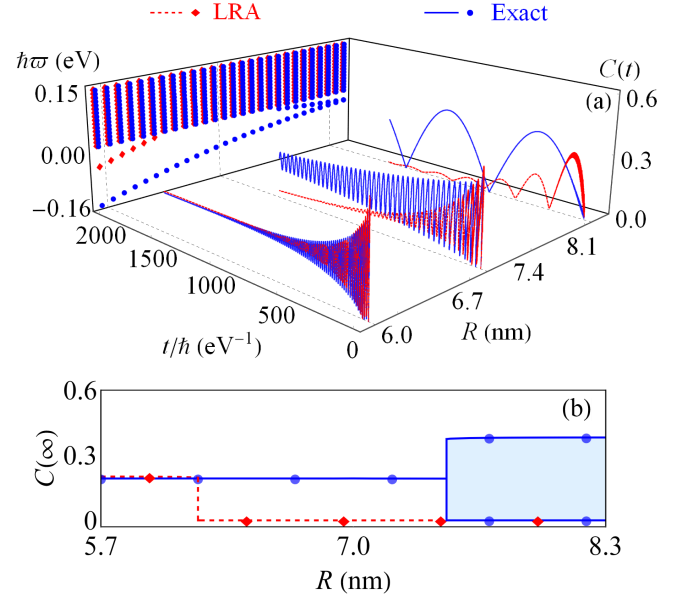 LRA Exact
ℏϖ (eV)
C(t)
0.15
0.00
−0.16
(a)
0.6
0.3
0.0
2000
1500
1000
500
0
t/ℏ (eV⁻¹)
6.0
6.7
7.4
8.1
R (nm)
0.6
0.3
0
C(∞)
(b)
5.7 7.0 8.3
R (nm)